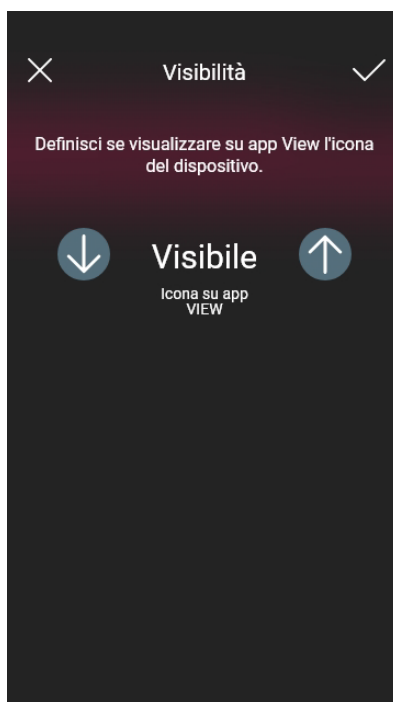 Visibilità
Definisci se visualizzare su app View l'icona
del dispositivo.
Visibile
Icona su app
VIEW